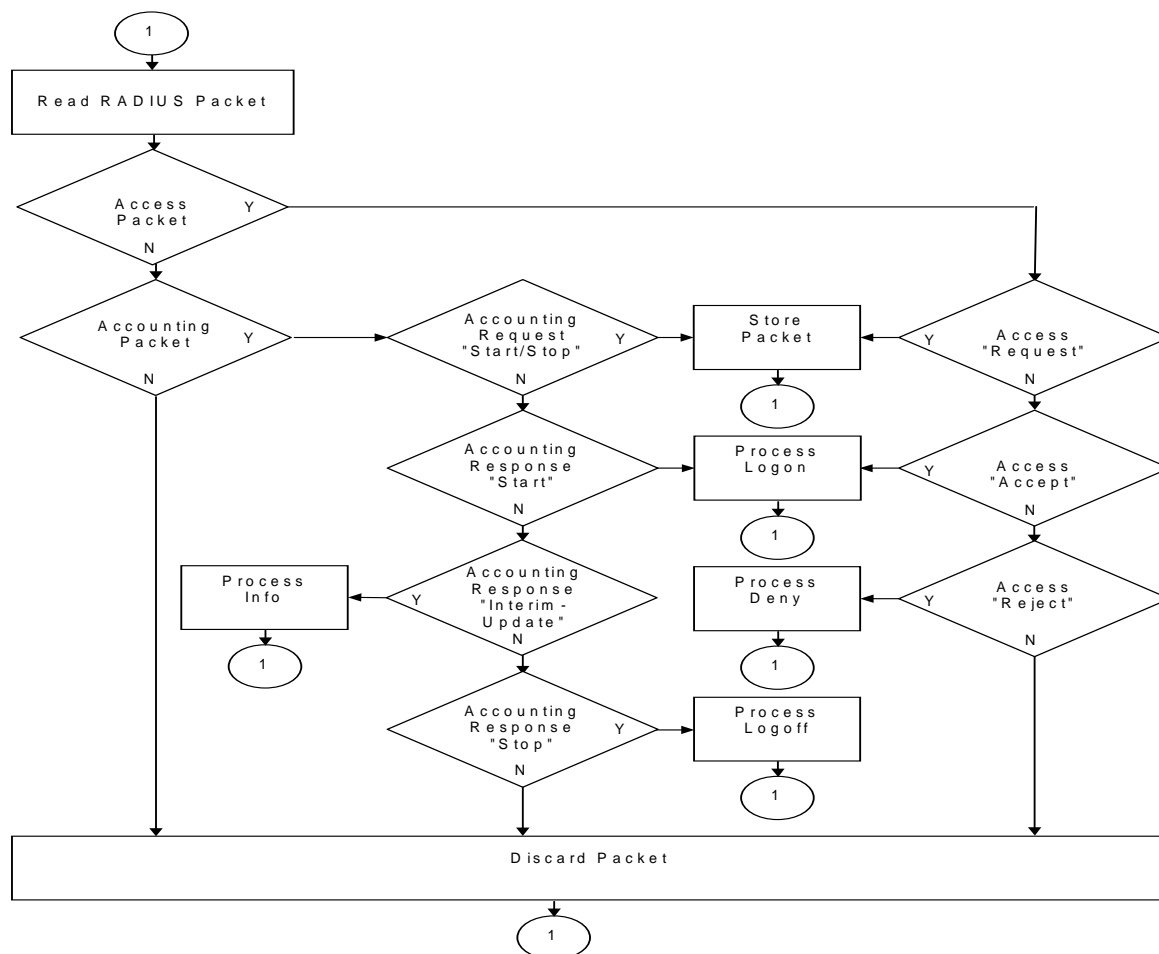 1
Read RADIUS Packet
Access
Packet
Y
N
Accounting
Packet
Y
N
Accounting
Request
"Start/Stop"
Y
N
Store
Packet
1
Access
"Request"
Y
N
Accounting
Response
"Start"
N
Process
Logon
1
Access
"Accept"
Y
N
Process
Info
1
Accounting
Response
"Interim-
Update"
Y
N
Process
Deny
1
Access
"Reject"
Y
N
Accounting
Response
"Stop"
Y
N
Process
Logoff
1
Discard Packet
1